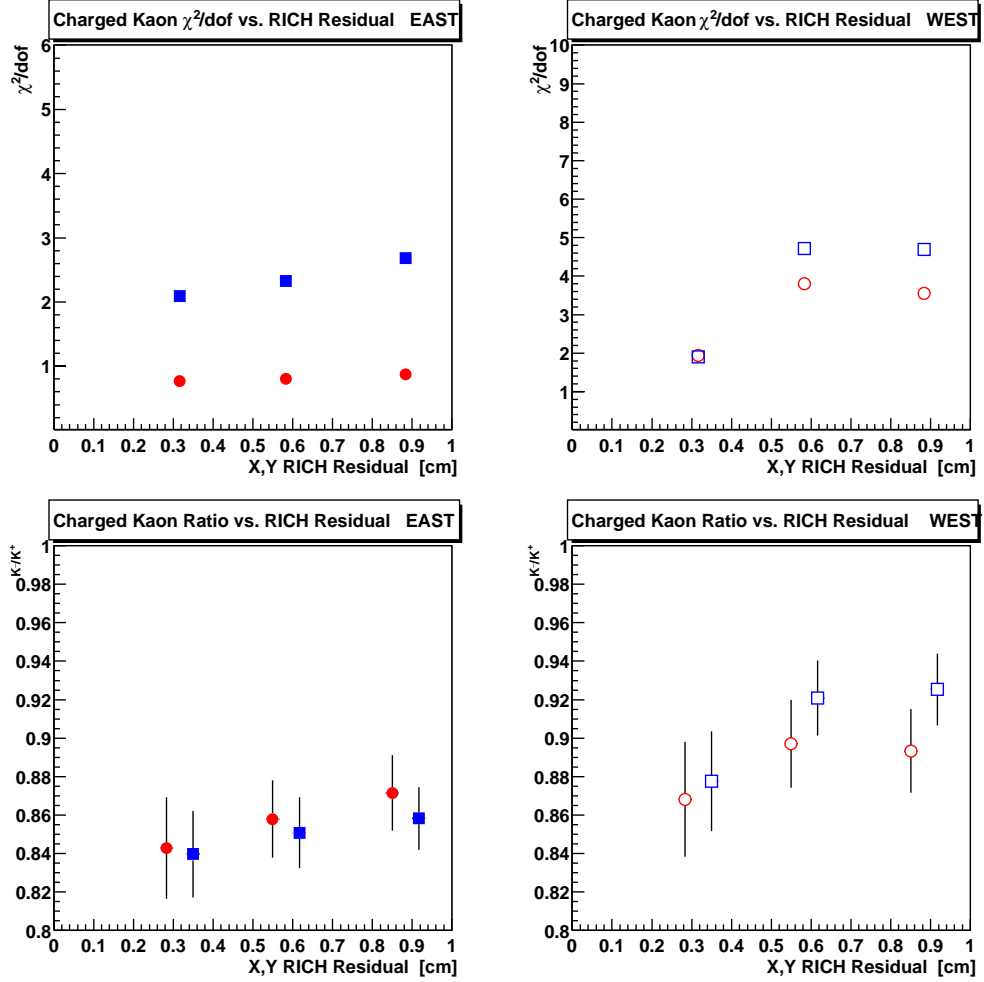 Charged Kaon χ²/dof vs. RICH Residual EAST
χ²/dof
6
5
4
3
2
1
0 0.1 0.2 0.3 0.4 0.5 0.6 0.7 0.8 0.9 1
X,Y RICH Residual [cm]
Charged Kaon χ²/dof vs. RICH Residual WEST
χ²/dof
10
9
8
7
6
5
4
3
2
1
0 0.1 0.2 0.3 0.4 0.5 0.6 0.7 0.8 0.9 1
X,Y RICH Residual [cm]
Charged Kaon Ratio vs. RICH Residual EAST
K⁻/K⁺
1
0.98
0.96
0.94
0.92
0.9
0.88
0.86
0.84
0.82
0.8
0 0.1 0.2 0.3 0.4 0.5 0.6 0.7 0.8 0.9 1
X,Y RICH Residual [cm]
Charged Kaon Ratio vs. RICH Residual WEST
K⁻/K⁺
1
0.98
0.96
0.94
0.92
0.9
0.88
0.86
0.84
0.82
0.8
0 0.1 0.2 0.3 0.4 0.5 0.6 0.7 0.8 0.9 1
X,Y RICH Residual [cm]